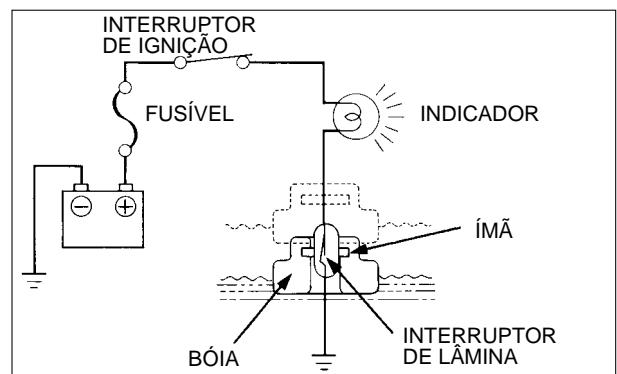 INTERRUPTOR
DE IGNIÇÃO
FUSÍVEL
INDICADOR
ÍMÃ
INTERRUPTOR
DE LÂMINA
BÓIA